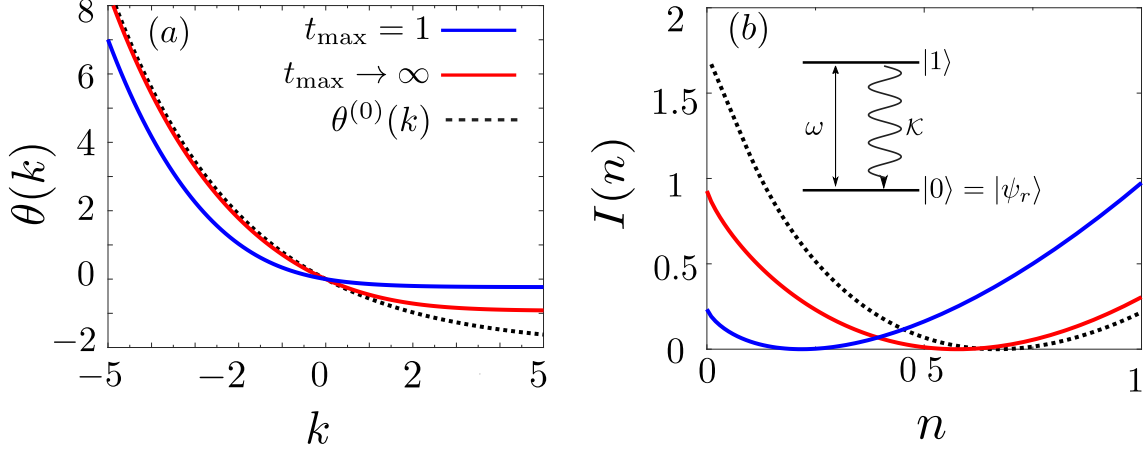 (a)
t_max = 1
t_max → ∞
θ^(0)(k)
θ(k)
8
6
4
2
0
−2
−5
−2
0
2
5
k
(b)
|1⟩
ω
𝒦
|0⟩ = |ψ_r⟩
I(n)
2
1.5
1
0.5
0
0
0 5
1
n